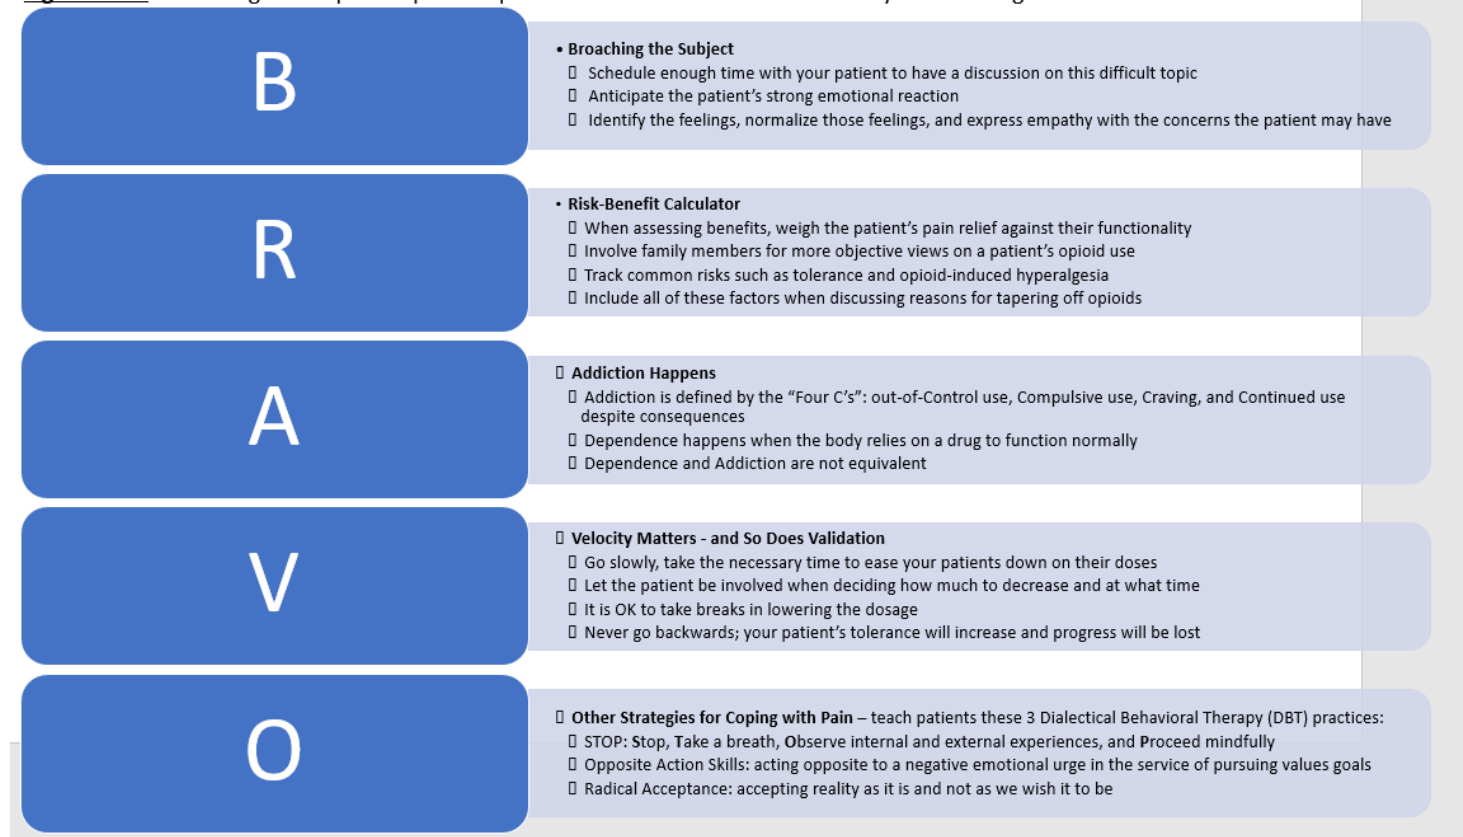 B
• Broaching the Subject
▯ Schedule enough time with your patient to have a discussion on this difficult topic
▯ Anticipate the patient’s strong emotional reaction
▯ Identify the feelings, normalize those feelings, and express empathy with the concerns the patient may have
R
• Risk-Benefit Calculator
▯ When assessing benefits, weigh the patient’s pain relief against their functionality
▯ Involve family members for more objective views on a patient’s opioid use
▯ Track common risks such as tolerance and opioid-induced hyperalgesia
▯ Include all of these factors when discussing reasons for tapering off opioids
A
▯ Addiction Happens
▯ Addiction is defined by the “Four C’s”: out-of-Control use, Compulsive use, Craving, and Continued use
despite consequences
▯ Dependence happens when the body relies on a drug to function normally
▯ Dependence and Addiction are not equivalent
V
▯ Velocity Matters - and So Does Validation
▯ Go slowly, take the necessary time to ease your patients down on their doses
▯ Let the patient be involved when deciding how much to decrease and at what time
▯ It is OK to take breaks in lowering the dosage
▯ Never go backwards; your patient’s tolerance will increase and progress will be lost
O
▯ Other Strategies for Coping with Pain – teach patients these 3 Dialectical Behavioral Therapy (DBT) practices:
▯ STOP: Stop, Take a breath, Observe internal and external experiences, and Proceed mindfully
▯ Opposite Action Skills: acting opposite to a negative emotional urge in the service of pursuing values goals
▯ Radical Acceptance: accepting reality as it is and not as we wish it to be